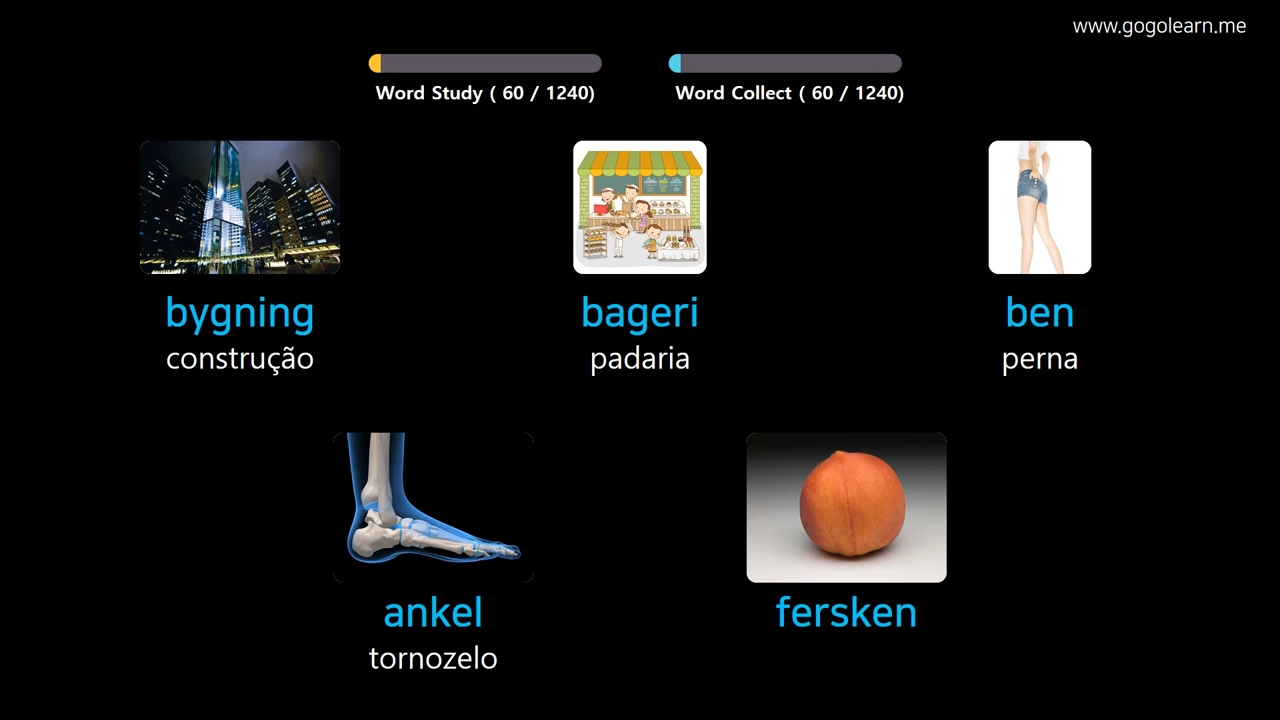 www.gogolearn.me
Word Study ( 60 / 1240)
Word Collect ( 60 / 1240)
bygning
construção
bageri
padaria
ben
perna
ankel
tornozelo
fersken